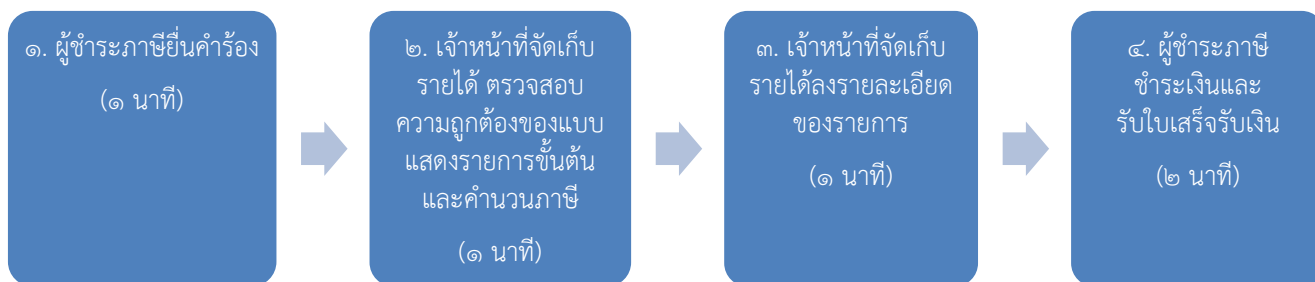 ๑. ผู้ชำระภาษียื่นคำร้อง
(๑ นาที)
๒. เจ้าหน้าที่จัดเก็บ
รายได้ ตรวจสอบ
ความถูกต้องของแบบ
แสดงรายการขั้นต้น
และคำนวนภาษี
(๑ นาที)
๓. เจ้าหน้าที่จัดเก็บ
รายได้ลงรายละเอียด
ของรายการ
(๑ นาที)
๔. ผู้ชำระภาษี
ชำระเงินและ
รับใบเสร็จรับเงิน
(๒ นาที)